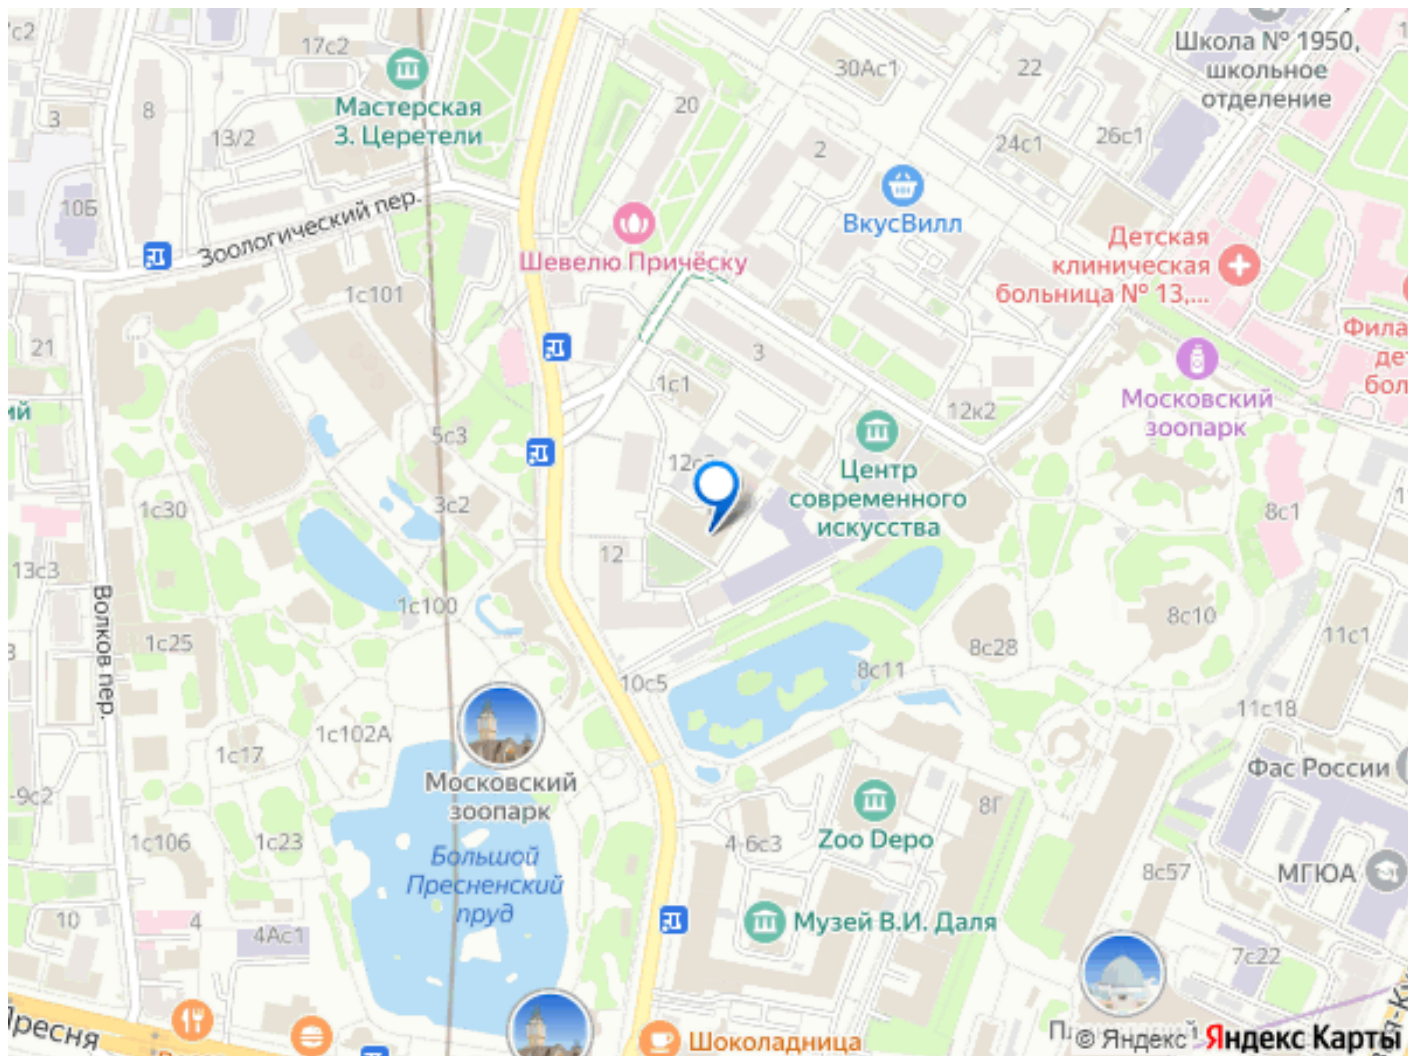 17с2
30Ас1
22
Школа № 1950,
школьное
отделение
8
3
13/2
Мастерская
З. Церетели
20
2
24с1
26с1
10Б
Зоологический пер.
ВкусВилл
Шевелю Причёску
Детская
клиническая
больница № 13,...
1с101
21
3
1с1
12к2
Московский
зоопарк
5с3
Центр
современного
искусства
1с30
3с2
8с1
13с3
12
1с100
Волков пер.
1с25
8с10
11с1
8с28
8с11
10с5
11с18
1с17
1с102А
Московский
зоопарк
Фас России
8Г
Zoo Depo
1с106
1с23
4-6с3
Большой
Пресненский
пруд
8с57
МГЮА
10
4
4Ас1
Музей В.И. Даля
7с22
Шоколадница
© Яндекс
Яндекс Карты